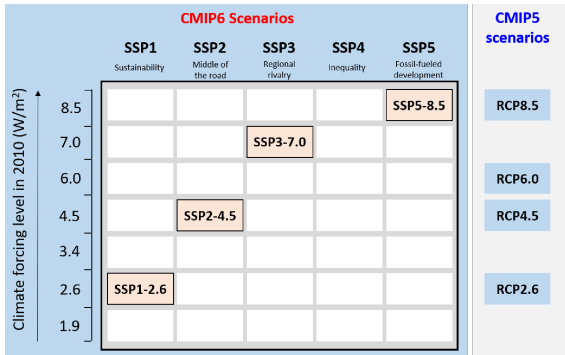 CMIP6 Scenarios
CMIP5
scenarios
SSP1
SSP2
SSP3
SSP4
SSP5
Sustainability
Middle of
the road
Regional
rivalry
Inequality
Fossil-fueled
development
Climate forcing level in 2010 (W/m²)
8.5
SSP5-8.5
RCP8.5
7.0
SSP3-7.0
6.0
RCP6.0
4.5
SSP2-4.5
RCP4.5
3.4
2.6
SSP1-2.6
RCP2.6
1.9